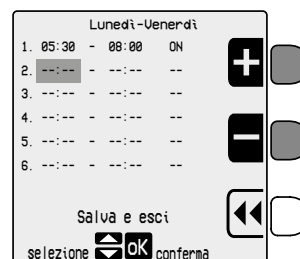 Lunedì-Venerdì
1. 05:30 - 08:00 ON
2. --:-- - --:-- --
3. --:-- - --:-- --
4. --:-- - --:-- --
5. --:-- - --:-- --
6. --:-- - --:-- --
Salva e esci
selezione OK conferma